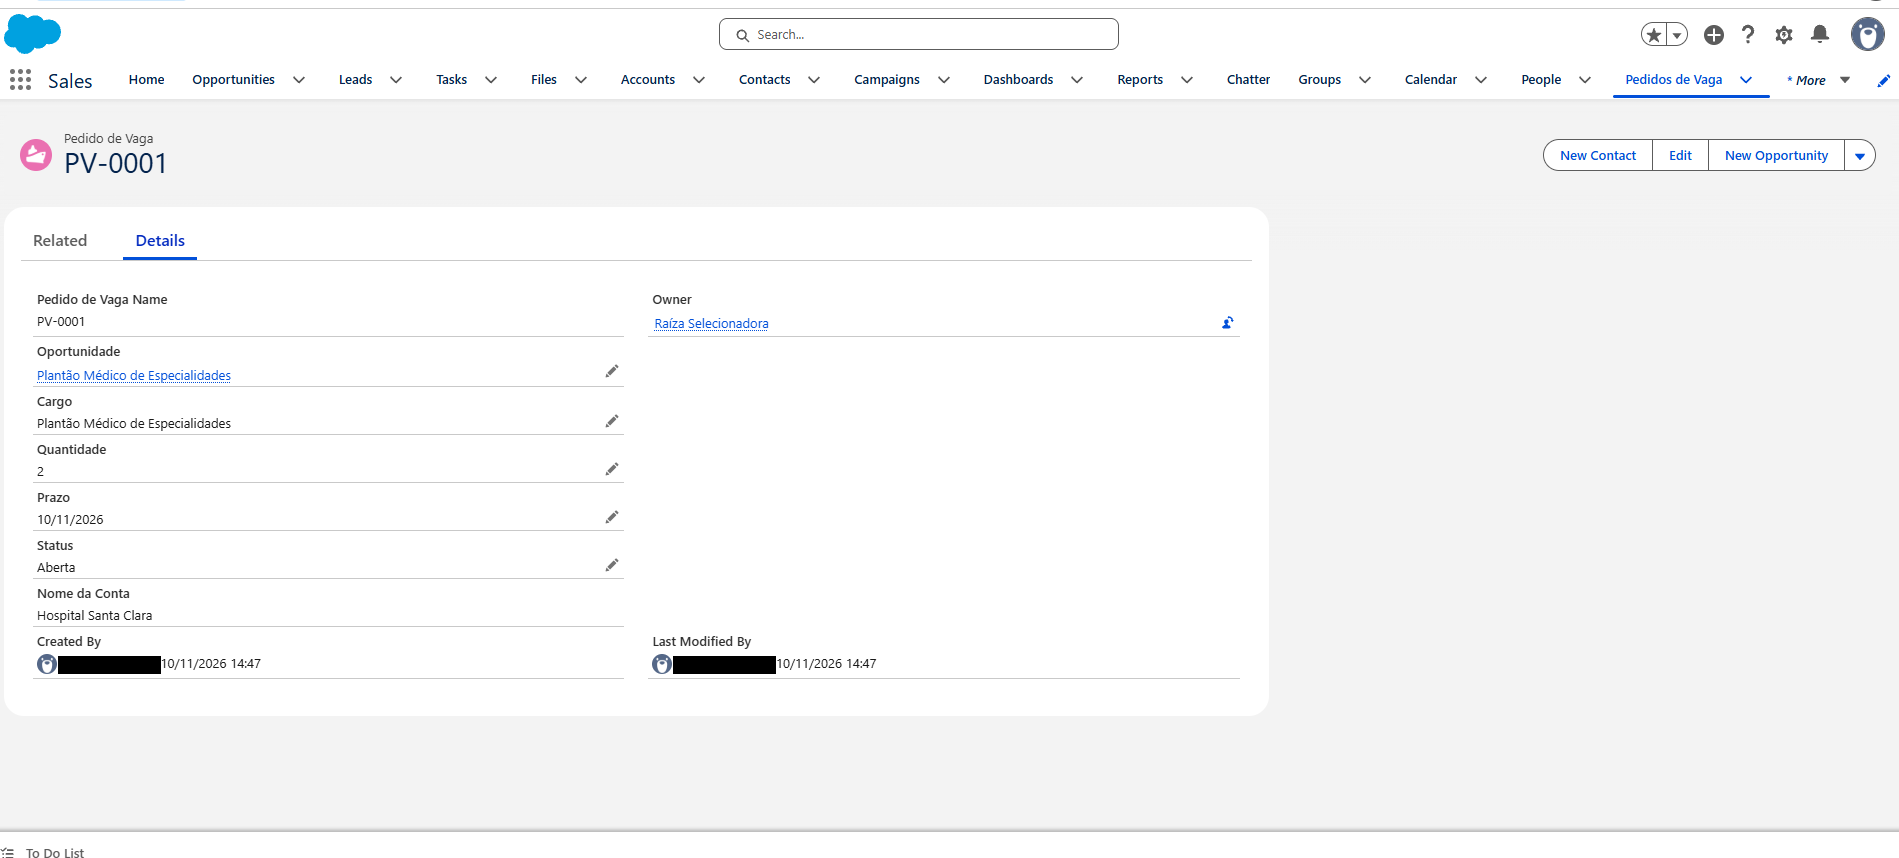 Search...
Sales
Home
Opportunities
Leads
Tasks
Files
Accounts
Contacts
Campaigns
Dashboards
Reports
Chatter
Groups
Calendar
People
Pedidos de Vaga
* More
Pedido de Vaga
PV-0001
New Contact
Edit
New Opportunity
Related
Details
Pedido de Vaga Name
PV-0001
Owner
Raíza Selecionadora
Oportunidade
Plantão Médico de Especialidades
Cargo
Plantão Médico de Especialidades
Quantidade
2
Prazo
10/11/2026
Status
Aberta
Nome da Conta
Hospital Santa Clara
Created By
10/11/2026 14:47
Last Modified By
10/11/2026 14:47
To Do List